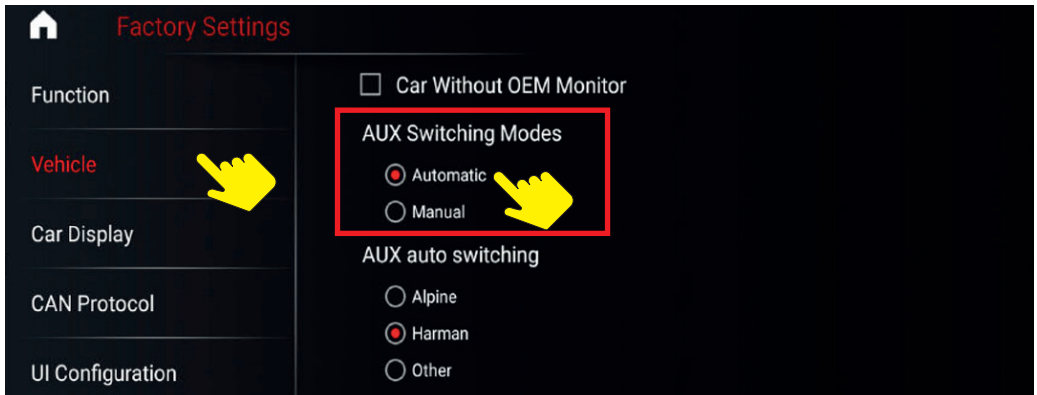 Factory Settings
Function
Vehicle
Car Display
CAN Protocol
UI Configuration
Car Without OEM Monitor
AUX Switching Modes
Automatic
Manual
AUX auto switching
Alpine
Harman
Other